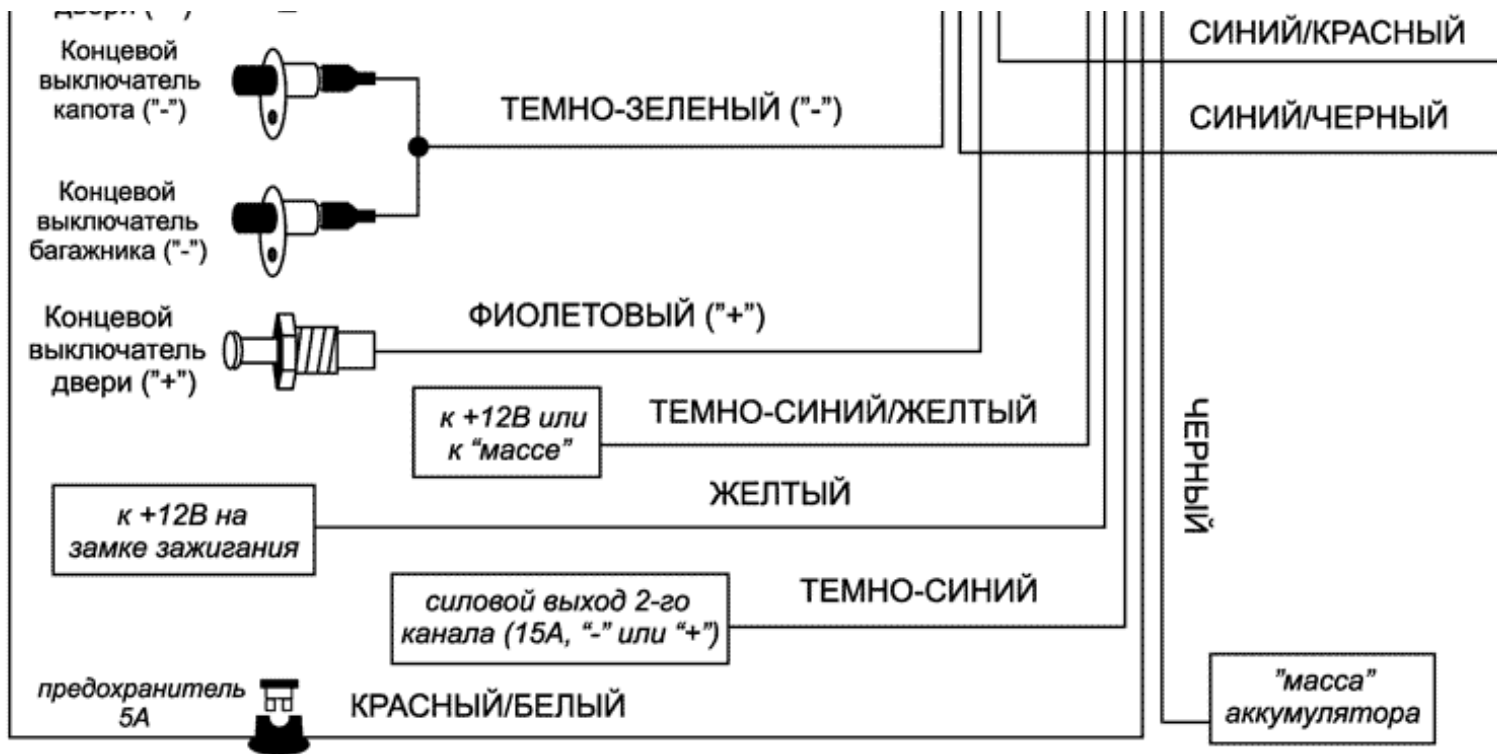 двери ("-")
СИНИЙ/КРАСНЫЙ
Концевой
выключатель
капота ("-")
ТЕМНО-ЗЕЛЕНЫЙ ("-")
СИНИЙ/ЧЕРНЫЙ
Концевой
выключатель
багажника ("-")
ФИОЛЕТОВЫЙ ("+")
Концевой
выключатель
двери ("+")
к +12В или
к “массе”
ТЕМНО-СИНИЙ/ЖЕЛТЫЙ
ЧЕРНЫЙ
ЖЕЛТЫЙ
к +12В на
замке зажигания
ТЕМНО-СИНИЙ
силовой выход 2-го
канала (15А, “-” или “+”)
предохранитель
5А
КРАСНЫЙ/БЕЛЫЙ
"масса"
аккумулятора